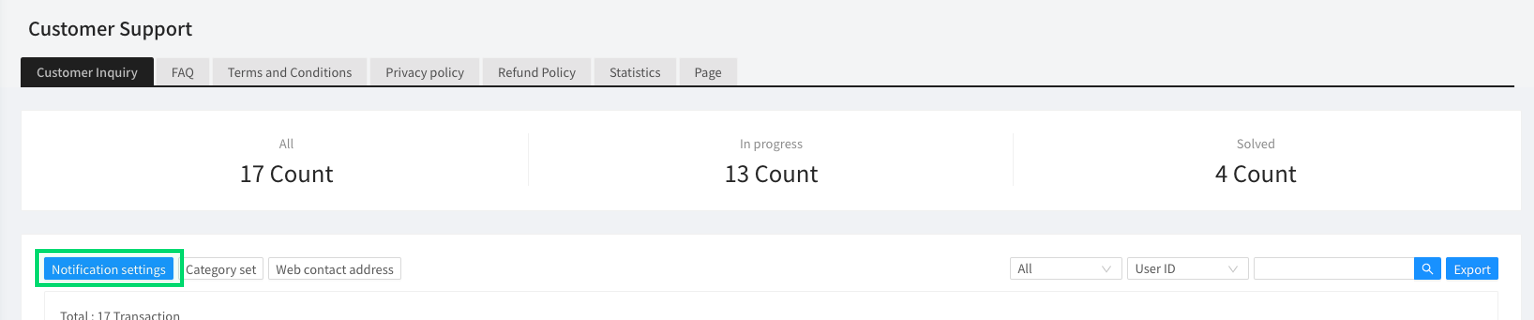 Customer Support
Customer Inquiry FAQ Terms and Conditions Privacy policy Refund Policy Statistics Page
All In progress Solved
17 Count 13 Count 4 Count
Notification settings Category set Web contact address All User ID Export
Total : 17 Transaction